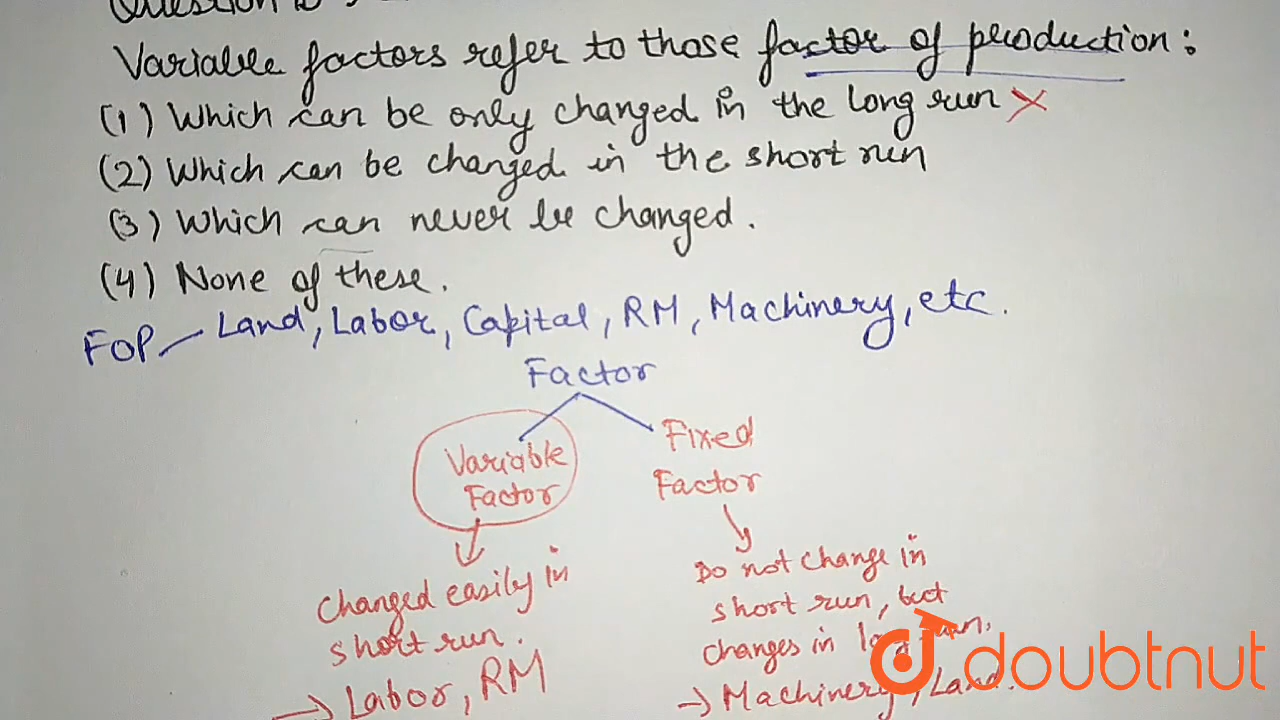 Variable factors refer to those factor of production:
(1) Which can be only changed in the long run ✗
(2) Which can be changed in the short run
(3) Which can never be changed.
(4) None of these.
FOP — Land, Labor, Capital, RM, Machinery, etc.
Factor
Variable
Factor
Fixed
Factor
Changed easily in
short run.
→ Labor, RM
Do not change in
short run, but
changes in long run.
→ Machinery, Land.
doubtnut